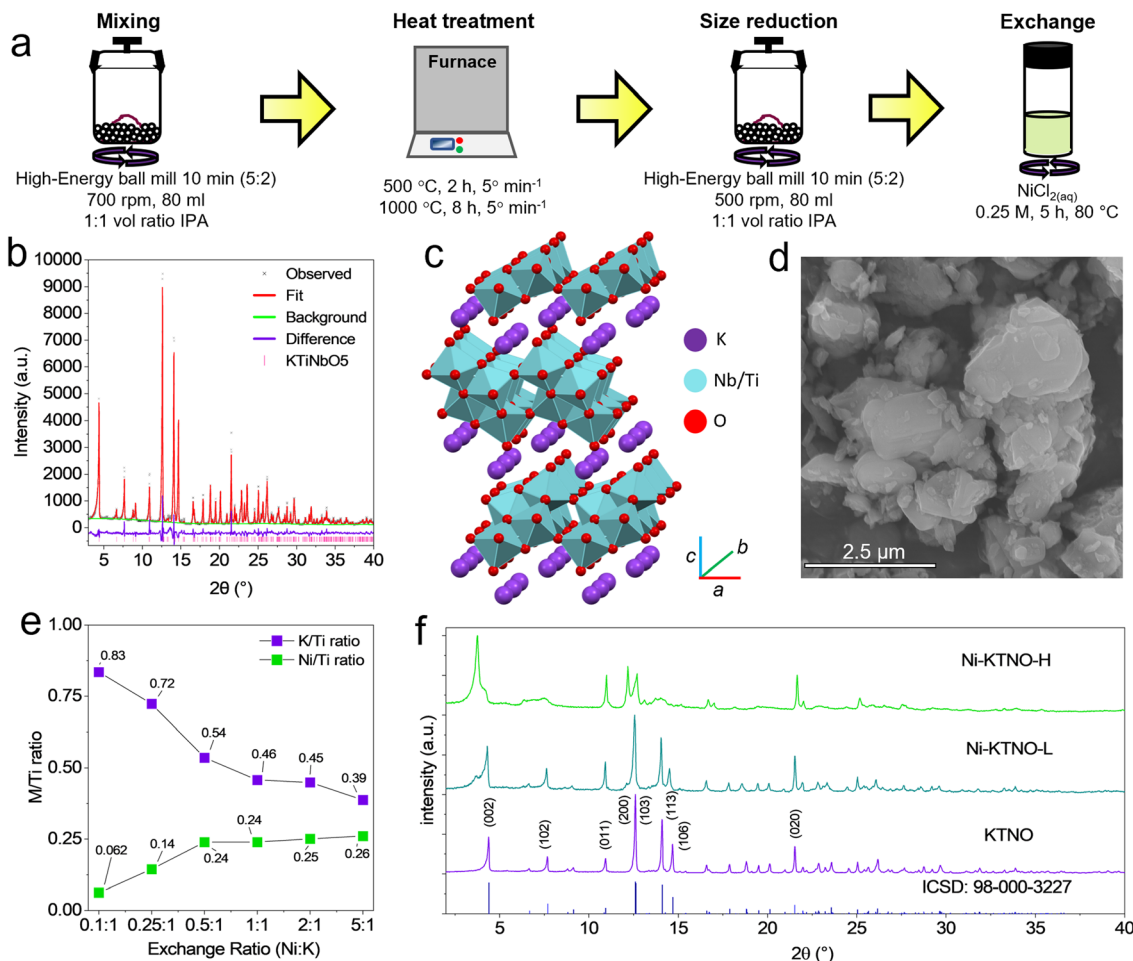 a
Mixing
Heat treatment
Size reduction
Exchange
Furnace
High-Energy ball mill 10 min (5:2)
700 rpm, 80 ml
1:1 vol ratio IPA
500 °C, 2 h, 5° min-1
1000 °C, 8 h, 5° min-1
High-Energy ball mill 10 min (5:2)
500 rpm, 80 ml
1:1 vol ratio IPA
NiCl2(aq)
0.25 M, 5 h, 80 °C
b
10000
9000
8000
7000
6000
5000
4000
3000
2000
1000
0
Intensity (a.u.)
Observed
Fit
Background
Difference
KTiNbO5
5 10 15 20 25 30 35 40
2θ (°)
c
K
Nb/Ti
O
c
b
a
d
2.5 µm
e
1.00
0.75
0.50
0.25
0.00
M/Ti ratio
K/Ti ratio
Ni/Ti ratio
0.83
0.72
0.54
0.46
0.45
0.39
0.062
0.14
0.24
0.24
0.25
0.26
0.1:1 0.25:1 0.5:1 1:1 2:1 5:1
Exchange Ratio (Ni:K)
f
intensity (a.u.)
Ni-KTNO-H
Ni-KTNO-L
KTNO
ICSD: 98-000-3227
(002)
(102)
(011)
(200)
(103)
(113)
(106)
(020)
5 10 15 20 25 30 35 40
2θ (°)